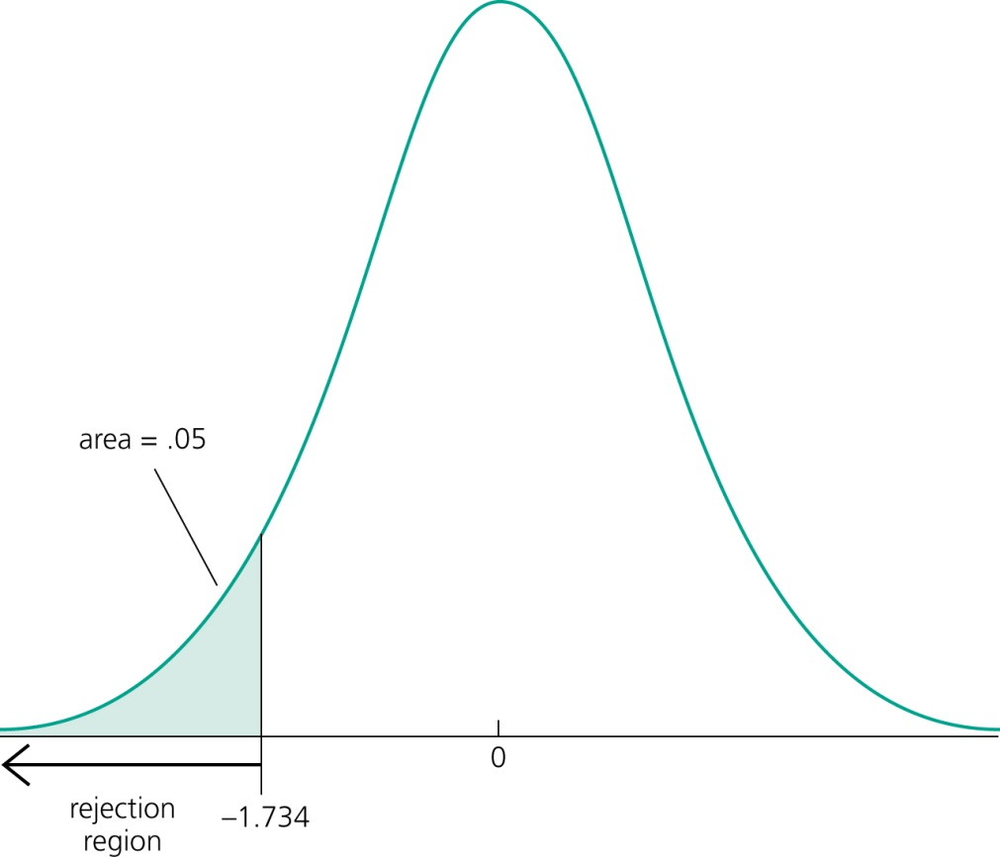 area = .05
0
rejection
region
–1.734